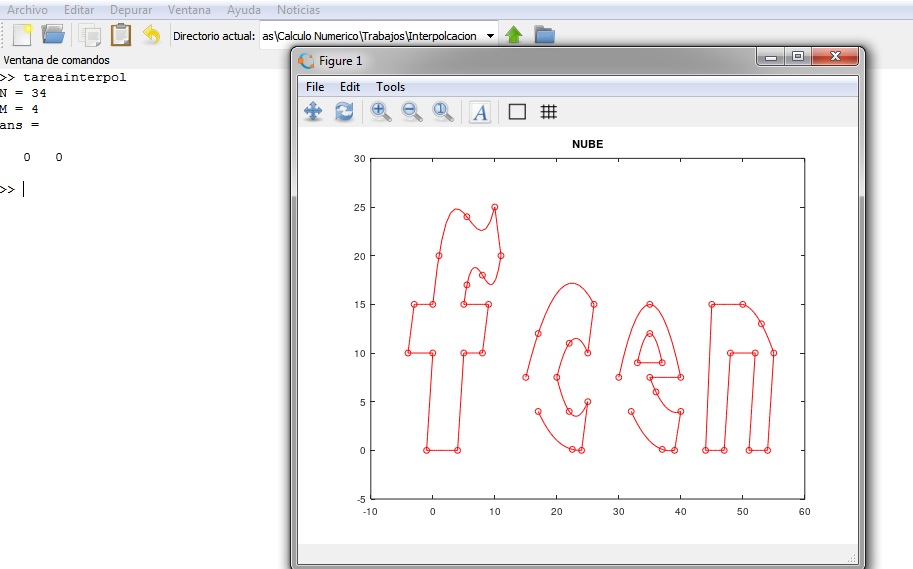 Archivo Editar Depurar Ventana Ayuda Noticias
Directorio actual: as\Calculo Numerico\Trabajos\Interpolcacion
Ventana de comandos
>> tareainterpol
N = 34
M = 4
ans =
0 0
>>
Figure 1
File Edit Tools
A
NUBE
30
25
20
15
10
5
0
-5
-10 0 10 20 30 40 50 60
fcen